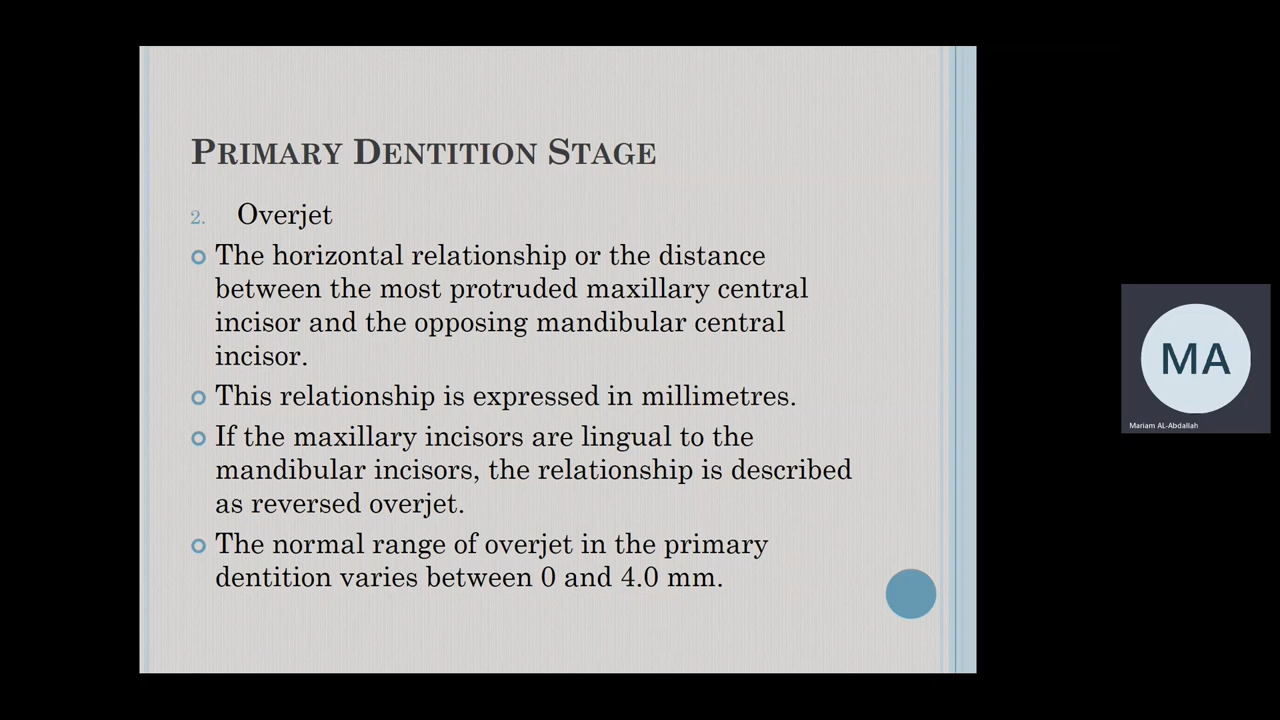 PRIMARY DENTITION STAGE
2. Overjet
The horizontal relationship or the distance
between the most protruded maxillary central
incisor and the opposing mandibular central
incisor.
This relationship is expressed in millimetres.
If the maxillary incisors are lingual to the
mandibular incisors, the relationship is described
as reversed overjet.
The normal range of overjet in the primary
dentition varies between 0 and 4.0 mm.
MA
Mariam AL-Abdallah